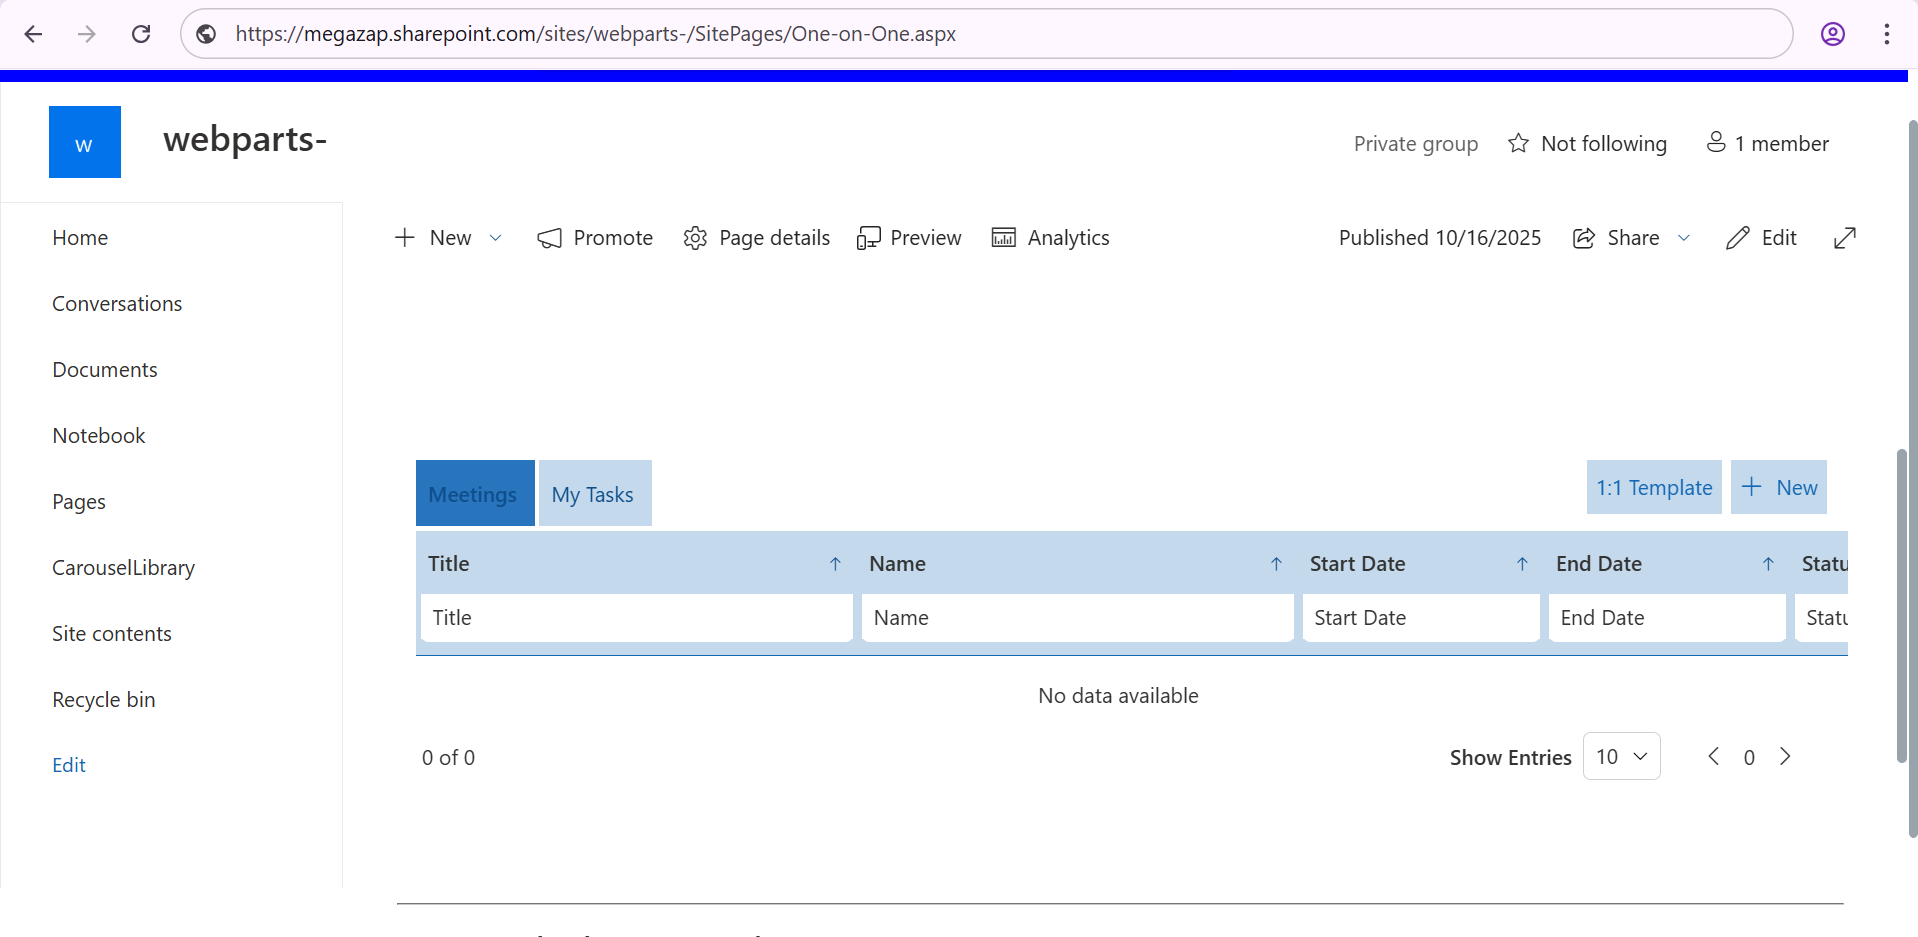 https://megazap.sharepoint.com/sites/webparts-/SitePages/One-on-One.aspx
w
webparts-
Private group
Not following
1 member
Home
Conversations
Documents
Notebook
Pages
CarouselLibrary
Site contents
Recycle bin
Edit
New
Promote
Page details
Preview
Analytics
Published 10/16/2025
Share
Edit
Meetings
My Tasks
1:1 Template
New
Title
Name
Start Date
End Date
Statu
Title
Name
Start Date
End Date
Statu
No data available
0 of 0
Show Entries
10
0